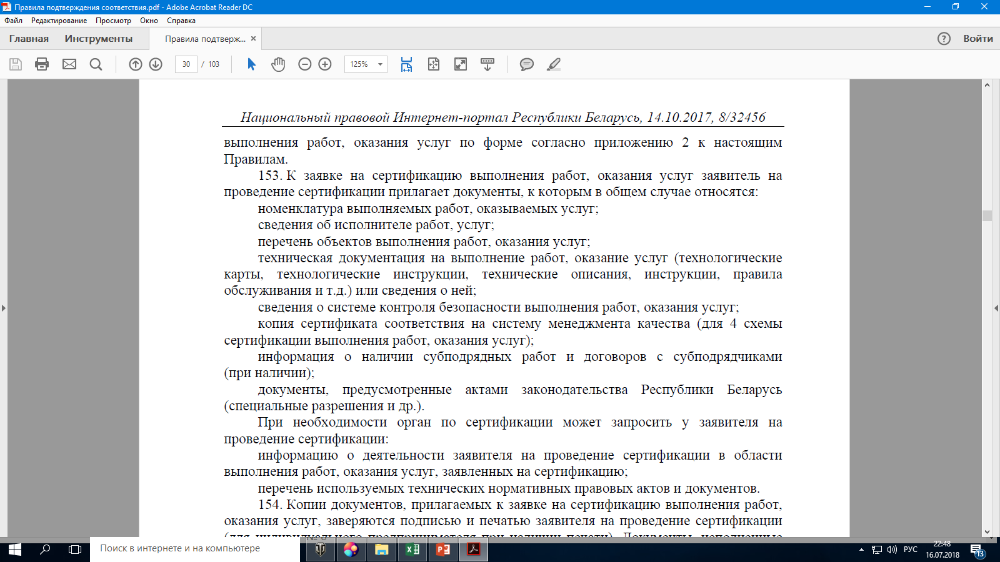 Правила подтверждения соответствия.pdf - Adobe Acrobat Reader DC
Файл Редактирование Просмотр Окно Справка
Главная Инструменты Правила подтверж... × ? Войти
30 / 103 125%
Национальный правовой Интернет-портал Республики Беларусь, 14.10.2017, 8/32456
выполнения работ, оказания услуг по форме согласно приложению 2 к настоящим
Правилам.
153. К заявке на сертификацию выполнения работ, оказания услуг заявитель на
проведение сертификации прилагает документы, к которым в общем случае относятся:
номенклатура выполняемых работ, оказываемых услуг;
сведения об исполнителе работ, услуг;
перечень объектов выполнения работ, оказания услуг;
техническая документация на выполнение работ, оказание услуг (технологические
карты, технологические инструкции, технические описания, инструкции, правила
обслуживания и т.д.) или сведения о ней;
сведения о системе контроля безопасности выполнения работ, оказания услуг;
копия сертификата соответствия на систему менеджмента качества (для 4 схемы
сертификации выполнения работ, оказания услуг);
информация о наличии субподрядных работ и договоров с субподрядчиками
(при наличии);
документы, предусмотренные актами законодательства Республики Беларусь
(специальные разрешения и др.).
При необходимости орган по сертификации может запросить у заявителя на
проведение сертификации:
информацию о деятельности заявителя на проведение сертификации в области
выполнения работ, оказания услуг, заявленных на сертификацию;
перечень используемых технических нормативных правовых актов и документов.
154. Копии документов, прилагаемых к заявке на сертификацию выполнения работ,
оказания услуг, заверяются подписью и печатью заявителя на проведение сертификации
(для индивидуального предпринимателя при наличии печати). Документы, исполненные
Поиск в интернете и на компьютере
РУС
22:48
16.07.2018
13